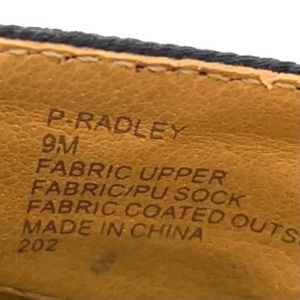 P-RADLEY
9M
FABRIC UPPER
FABRIC/PU SOCK
FABRIC COATED OUTS
MADE IN CHINA
202